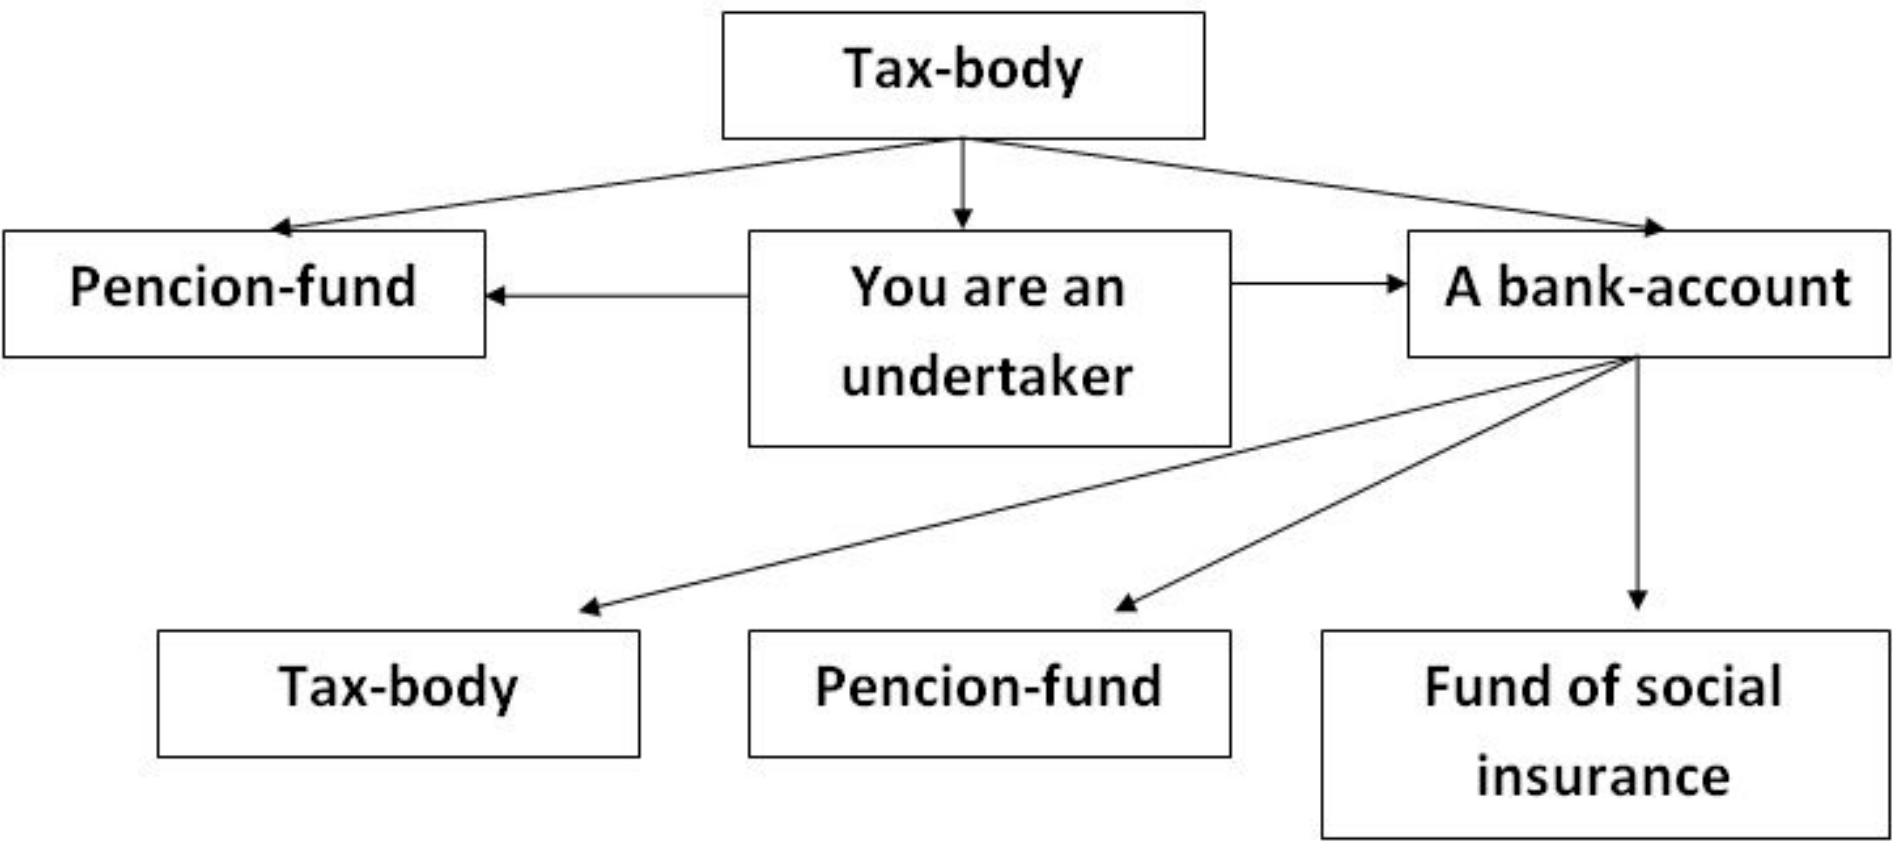 Tax-body
Pencion-fund
You are an
undertaker
A bank-account
Tax-body
Pencion-fund
Fund of social
insurance